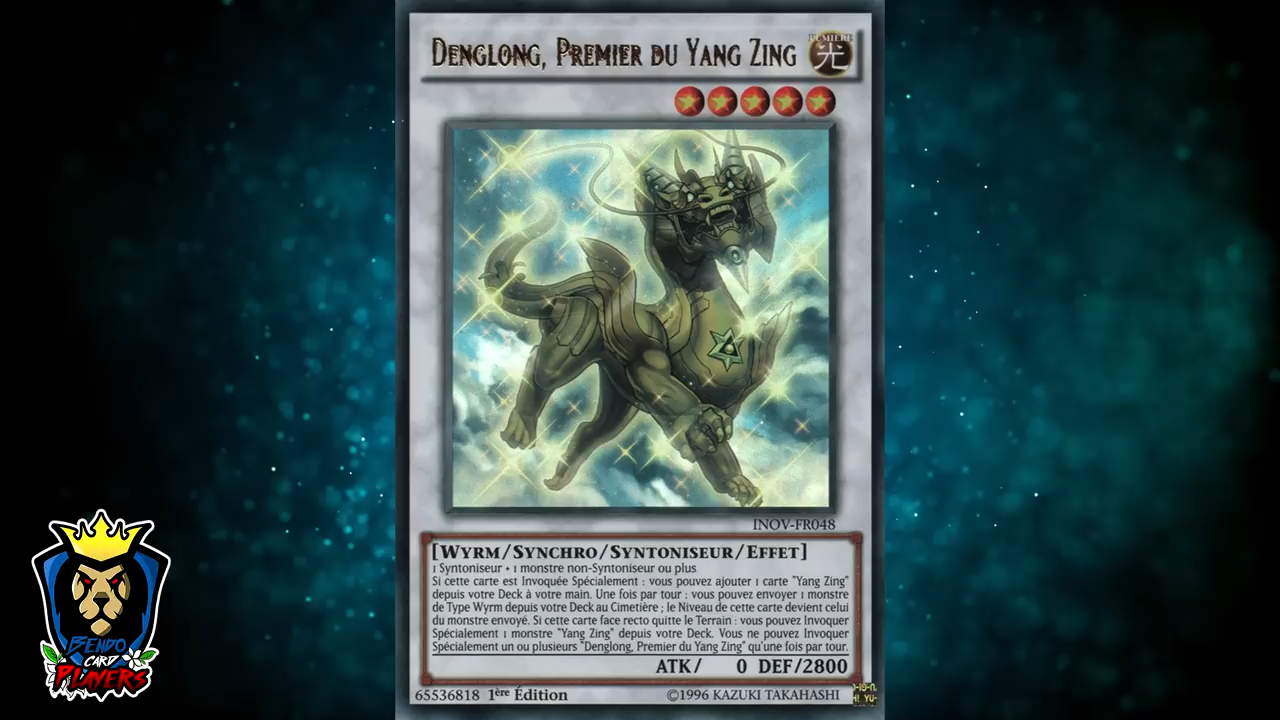 Denglong, Premier du Yang Zing
LUMIÈRE
光
INOV-FR048
[Wyrm/Synchro/Syntoniseur/Effet]
1 Syntoniseur + 1 monstre non-Syntoniseur ou plus
Si cette carte est Invoquée Spécialement : vous pouvez ajouter 1 carte "Yang Zing"
depuis votre Deck à votre main. Une fois par tour : vous pouvez envoyer 1 monstre
de Type Wyrm depuis votre Deck au Cimetière ; le Niveau de cette carte devient celui
du monstre envoyé. Si cette carte face recto quitte le Terrain : vous pouvez Invoquer
Spécialement 1 monstre "Yang Zing" depuis votre Deck. Vous ne pouvez Invoquer
Spécialement un ou plusieurs "Denglong, Premier du Yang Zing" qu'une fois par tour.
ATK/ 0 DEF/2800
65536818 1ère Édition ©1996 KAZUKI TAKAHASHI
BENDO
CARD
PLAYERS